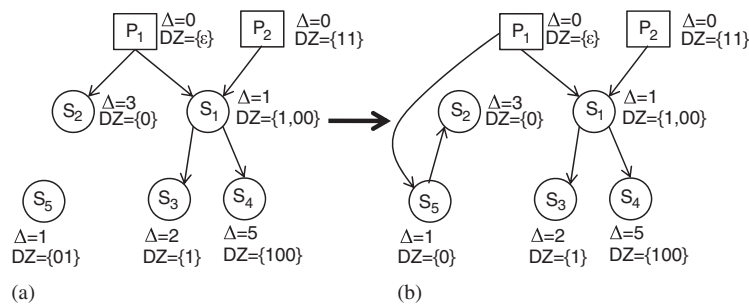 P₁
Δ=0
DZ={ε}
P₂
Δ=0
DZ={11}
S₂
Δ=3
DZ={0}
S₁
Δ=1
DZ={1,00}
S₅
Δ=1
DZ={01}
S₃
Δ=2
DZ={1}
S₄
Δ=5
DZ={100}
(a)
P₁
Δ=0
DZ={ε}
P₂
Δ=0
DZ={11}
S₂
Δ=3
DZ={0}
S₁
Δ=1
DZ={1,00}
S₅
Δ=1
DZ={0}
S₃
Δ=2
DZ={1}
S₄
Δ=5
DZ={100}
(b)